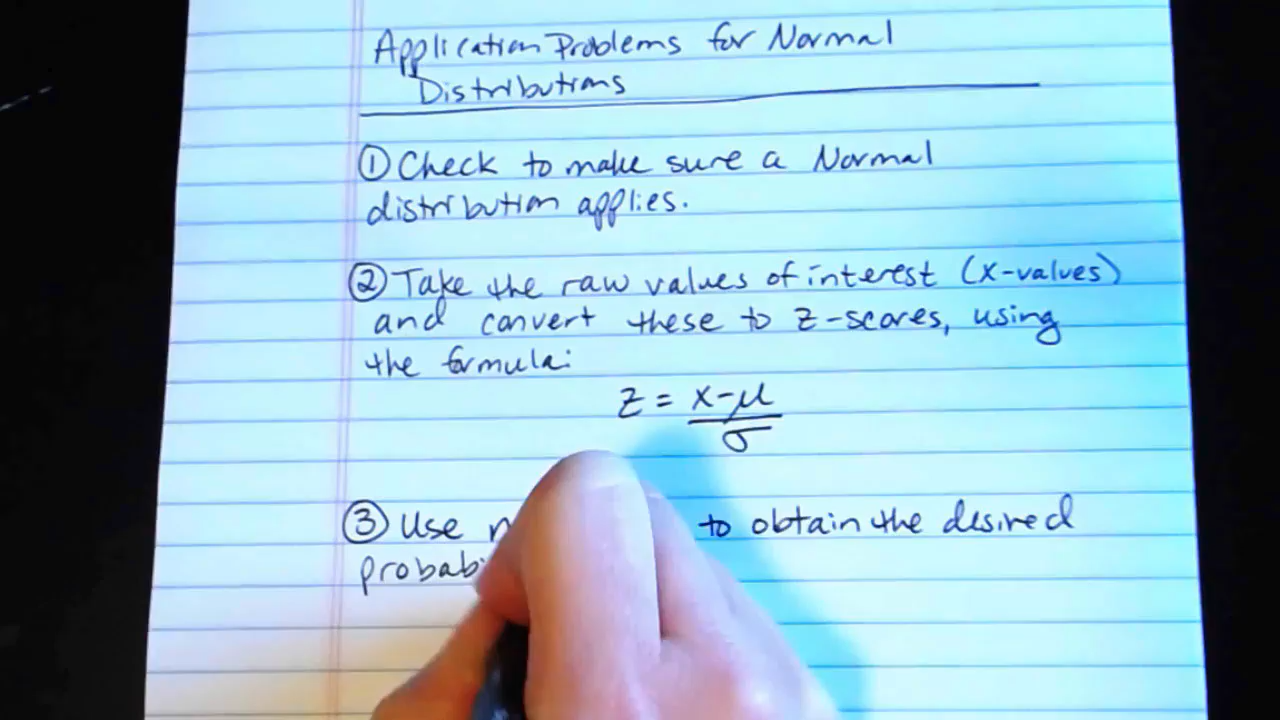 Application Problems for Normal
Distributions
① Check to make sure a Normal
distribution applies.
② Take the raw values of interest (x-values)
and convert these to z-scores, using
the formula:
z = x-μ
σ
③ Use to obtain the desired